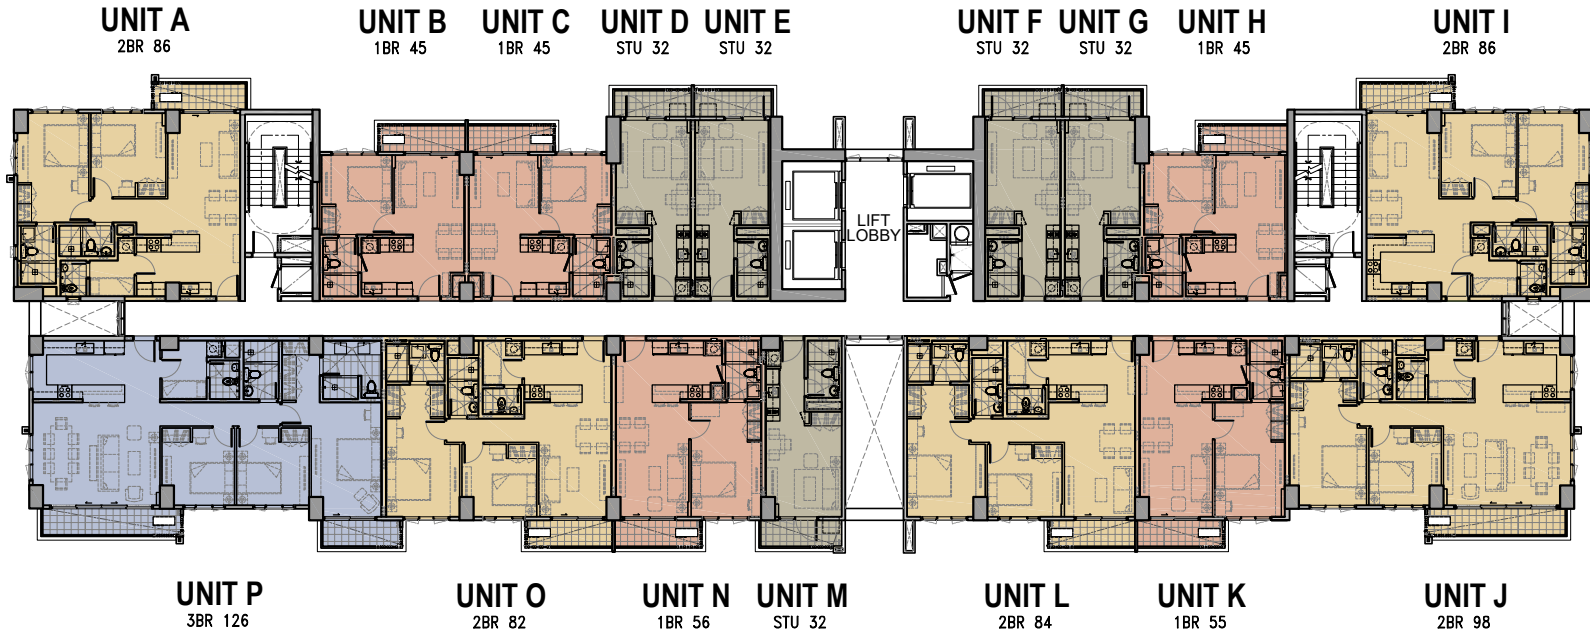 UNIT A
2BR 86
UNIT B
1BR 45
UNIT C
1BR 45
UNIT D
STU 32
UNIT E
STU 32
UNIT F
STU 32
UNIT G
STU 32
UNIT H
1BR 45
UNIT I
2BR 86
LIFT
LOBBY
UNIT P
3BR 126
UNIT O
2BR 82
UNIT N
1BR 56
UNIT M
STU 32
UNIT L
2BR 84
UNIT K
1BR 55
UNIT J
2BR 98